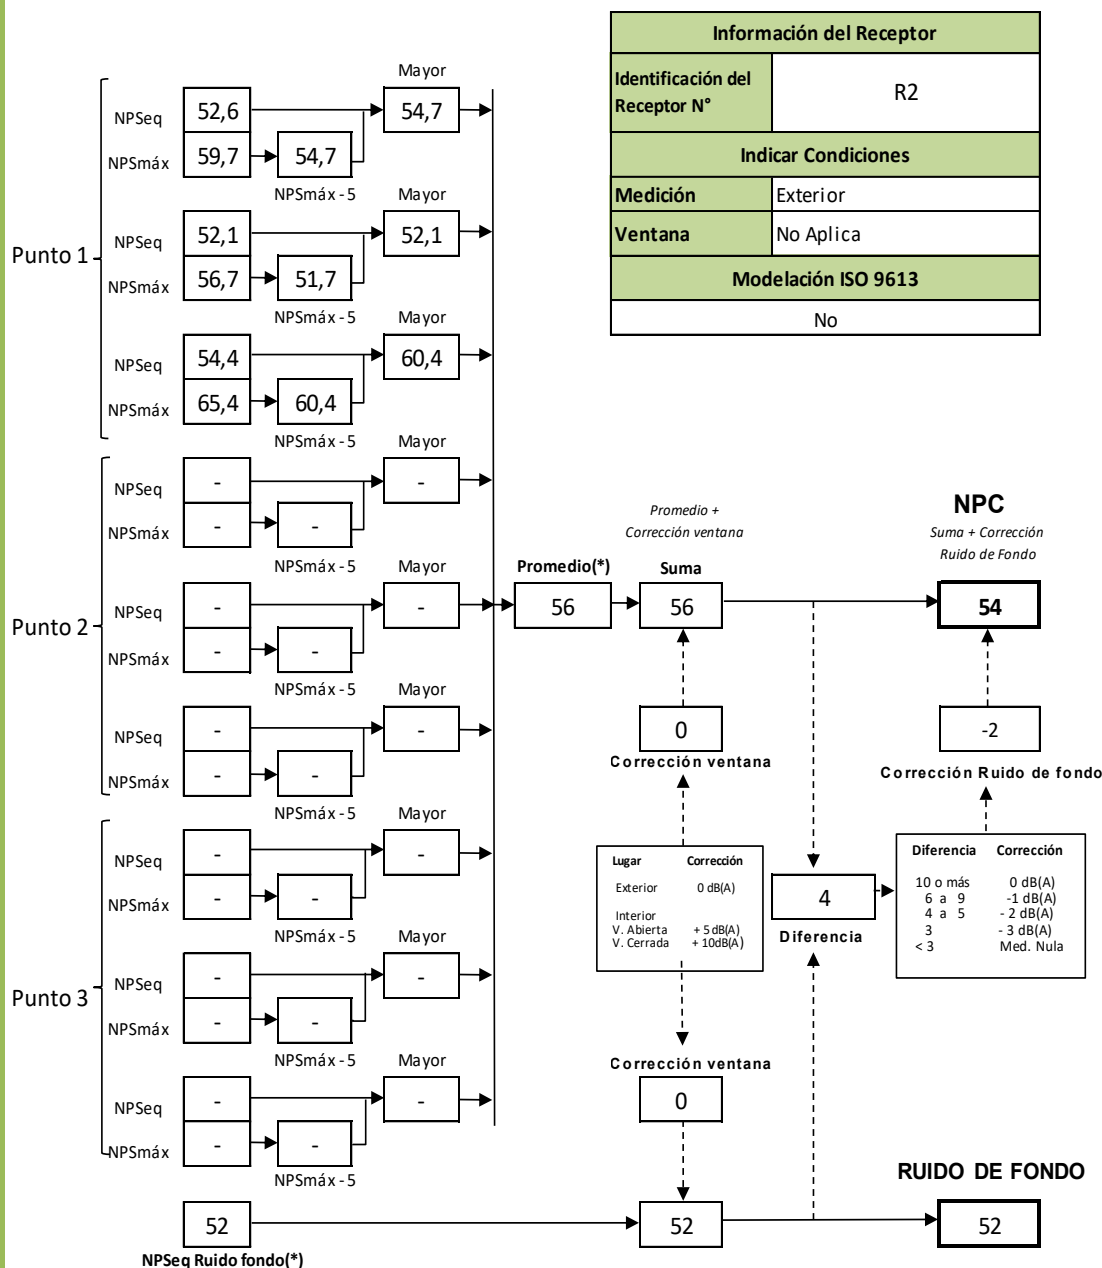 Información del Receptor
Identificación del Receptor N°
R2
Indicar Condiciones
Medición
Exterior
Ventana
No Aplica
Modelación ISO 9613
No
Punto 1
Mayor
NPSeq
52,6
54,7
NPSmáx
59,7
54,7
NPSmáx - 5
Mayor
NPSeq
52,1
52,1
NPSmáx
56,7
51,7
NPSmáx - 5
Mayor
NPSeq
54,4
60,4
NPSmáx
65,4
60,4
NPSmáx - 5
Punto 2
Mayor
NPSeq
-
-
NPSmáx
-
-
NPSmáx - 5
Mayor
NPSeq
-
-
NPSmáx
-
-
NPSmáx - 5
Mayor
NPSeq
-
-
NPSmáx
-
-
NPSmáx - 5
Punto 3
Mayor
NPSeq
-
-
NPSmáx
-
-
NPSmáx - 5
Mayor
NPSeq
-
-
NPSmáx
-
-
NPSmáx - 5
Mayor
NPSeq
-
-
NPSmáx
-
-
NPSmáx - 5
Promedio(*)
56
Promedio +
Corrección ventana
Suma
56
NPC
Suma + Corrección
Ruido de Fondo
54
0
Corrección ventana
-2
Corrección Ruido de fondo
Lugar Corrección
Exterior 0 dB(A)
Interior
V. Abierta + 5 dB(A)
V. Cerrada + 10dB(A)
4
Diferencia
Diferencia Corrección
10 o más 0 dB(A)
6 a 9 -1 dB(A)
4 a 5 - 2 dB(A)
3 - 3 dB(A)
< 3 Med. Nula
Corrección ventana
0
RUIDO DE FONDO
52
52
52
NPSeq Ruido fondo(*)